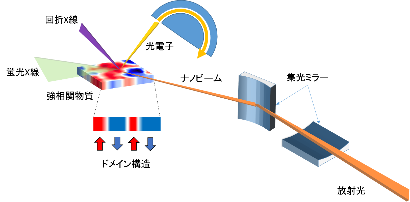 回折X線
光電子
蛍光X線
ナノビーム
集光ミラー
強相関物質
ドメイン構造
放射光